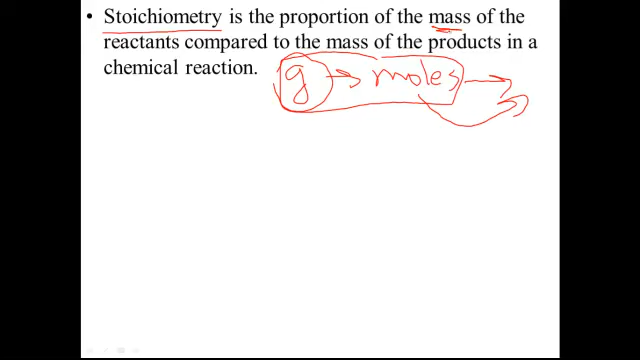 • Stoichiometry is the proportion of the mass of the
reactants compared to the mass of the products in a
chemical reaction.
g → moles →